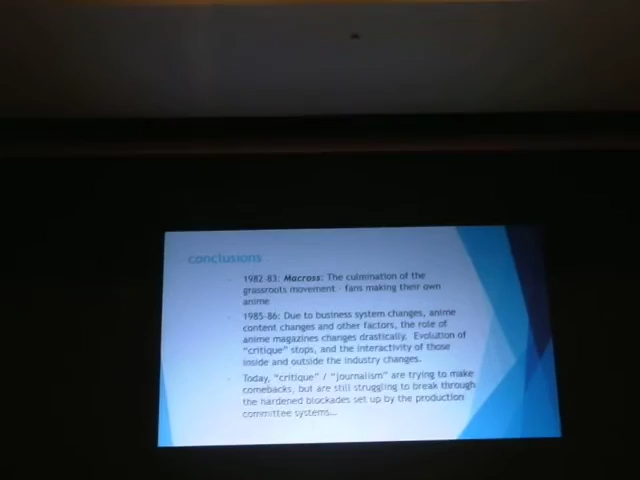 conclusions
1982-83: Macross: The culmination of the
grassroots movement - fans making their own
anime
1985-86: Due to business system changes, anime
content changes and other factors, the role of
anime magazines changes drastically. Evolution of
"critique" stops, and the interactivity of those
inside and outside the industry changes.
Today, "critique" / "journalism" are trying to make
comebacks, but are still struggling to break through
the hardened blockades set up by the production
committee systems...